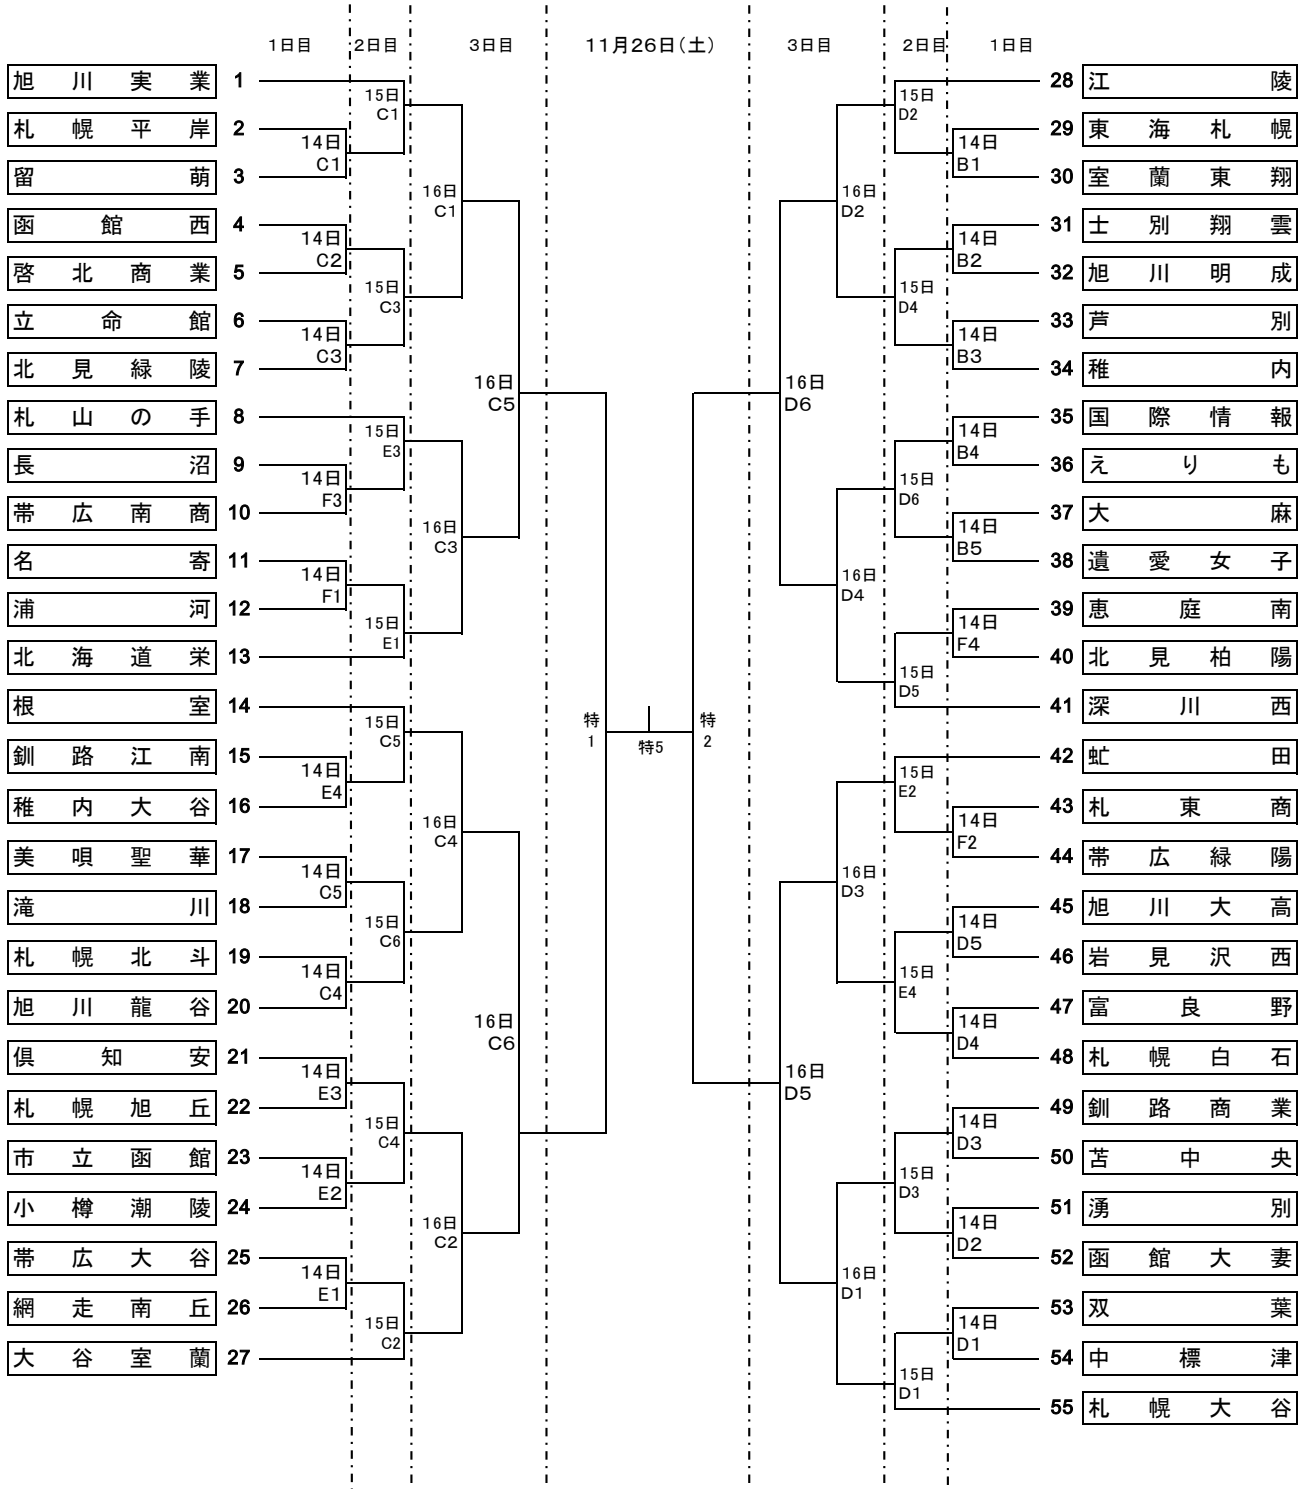 1日目 2日目 3日目 11月26日(土) 3日目 2日目 1日目
旭川実業 1
札幌平岸 2
留萌 3
函館西 4
啓北商業 5
立命館 6
北見緑陵 7
札山の手 8
長沼 9
帯広南商 10
名寄 11
浦河 12
北海道栄 13
根室 14
釧路江南 15
稚内大谷 16
美唄聖華 17
滝川 18
札幌北斗 19
旭川龍谷 20
倶知安 21
札幌旭丘 22
市立函館 23
小樽潮陵 24
帯広大谷 25
網走南丘 26
大谷室蘭 27
14日
C1
14日
C2
14日
C3
14日
F3
14日
F1
14日
E4
14日
C5
14日
C4
14日
E3
14日
E2
14日
E1
15日
C1
15日
C3
15日
E3
15日
E1
15日
C5
15日
C6
15日
C4
15日
C2
16日
C1
16日
C3
16日
C4
16日
C2
16日
C5
16日
C6
特
1
特5
特
2
16日
D6
16日
D5
16日
D2
16日
D4
16日
D3
16日
D1
15日
D2
15日
D4
15日
D6
15日
D5
15日
E2
15日
E4
15日
D3
15日
D1
14日
B1
14日
B2
14日
B3
14日
B4
14日
B5
14日
F4
14日
F2
14日
D5
14日
D4
14日
D3
14日
D2
14日
D1
28 江陵
29 東海札幌
30 室蘭東翔
31 士別翔雲
32 旭川明成
33 芦別
34 稚内
35 国際情報
36 えりも
37 大麻
38 遺愛女子
39 恵庭南
40 北見柏陽
41 深川西
42 虻田
43 札東商
44 帯広緑陽
45 旭川大高
46 岩見沢西
47 富良野
48 札幌白石
49 釧路商業
50 苫中央
51 湧別
52 函館大妻
53 双葉
54 中標津
55 札幌大谷